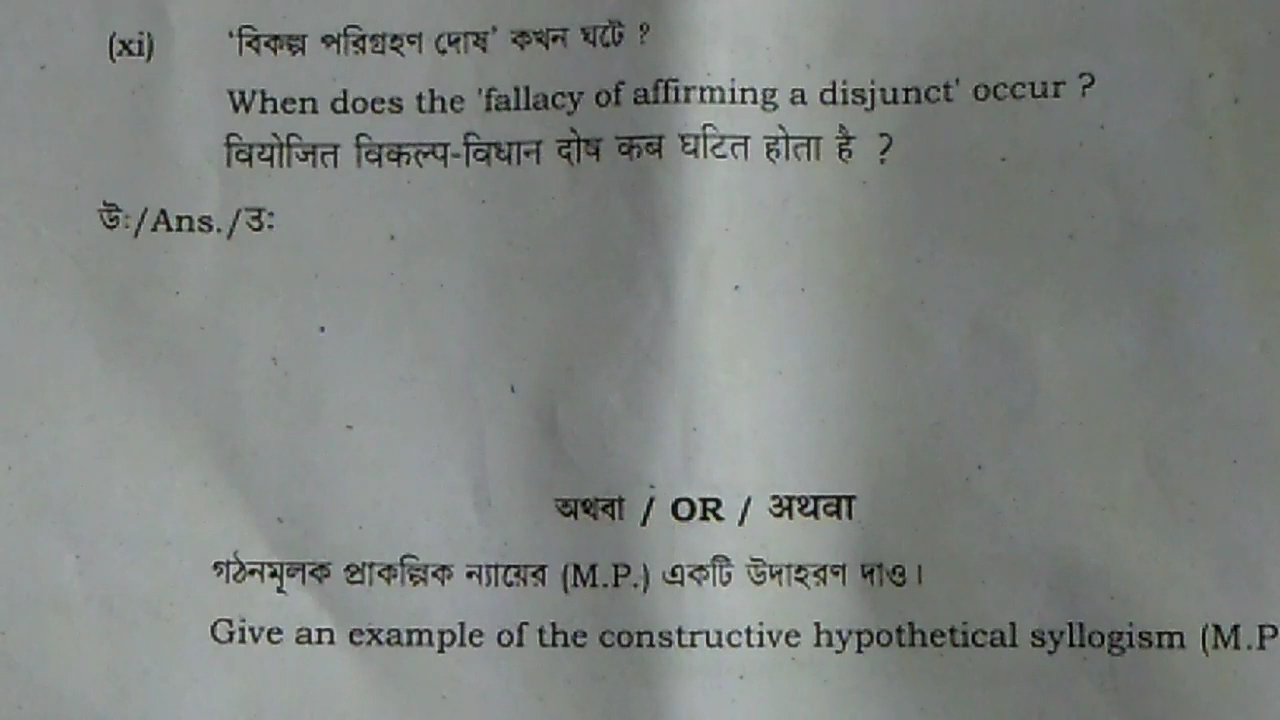 (xi) 'বিকল্প পরিগ্রহণ দোষ' কখন ঘটে ?
When does the 'fallacy of affirming a disjunct' occur ?
वियोजित विकल्प-विधान दोष कब घटित होता है ?
উঃ/Ans./उः
অথবা / OR / अथवा
গঠনমূলক প্রাকল্পিক ন্যায়ের (M.P.) একটি উদাহরণ দাও।
Give an example of the constructive hypothetical syllogism (M.P